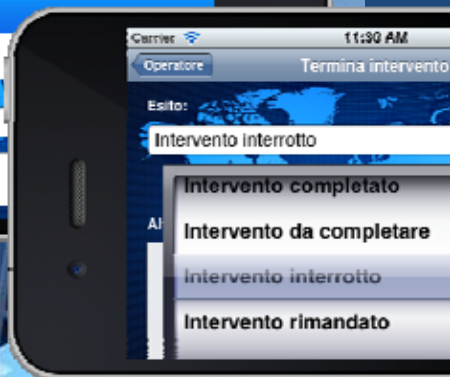 Carrier 11:30 AM
Operatore Termina intervento
Esito:
Intervento interrotto
Intervento completato
Al
Intervento da completare
Intervento interrotto
Intervento rimandato